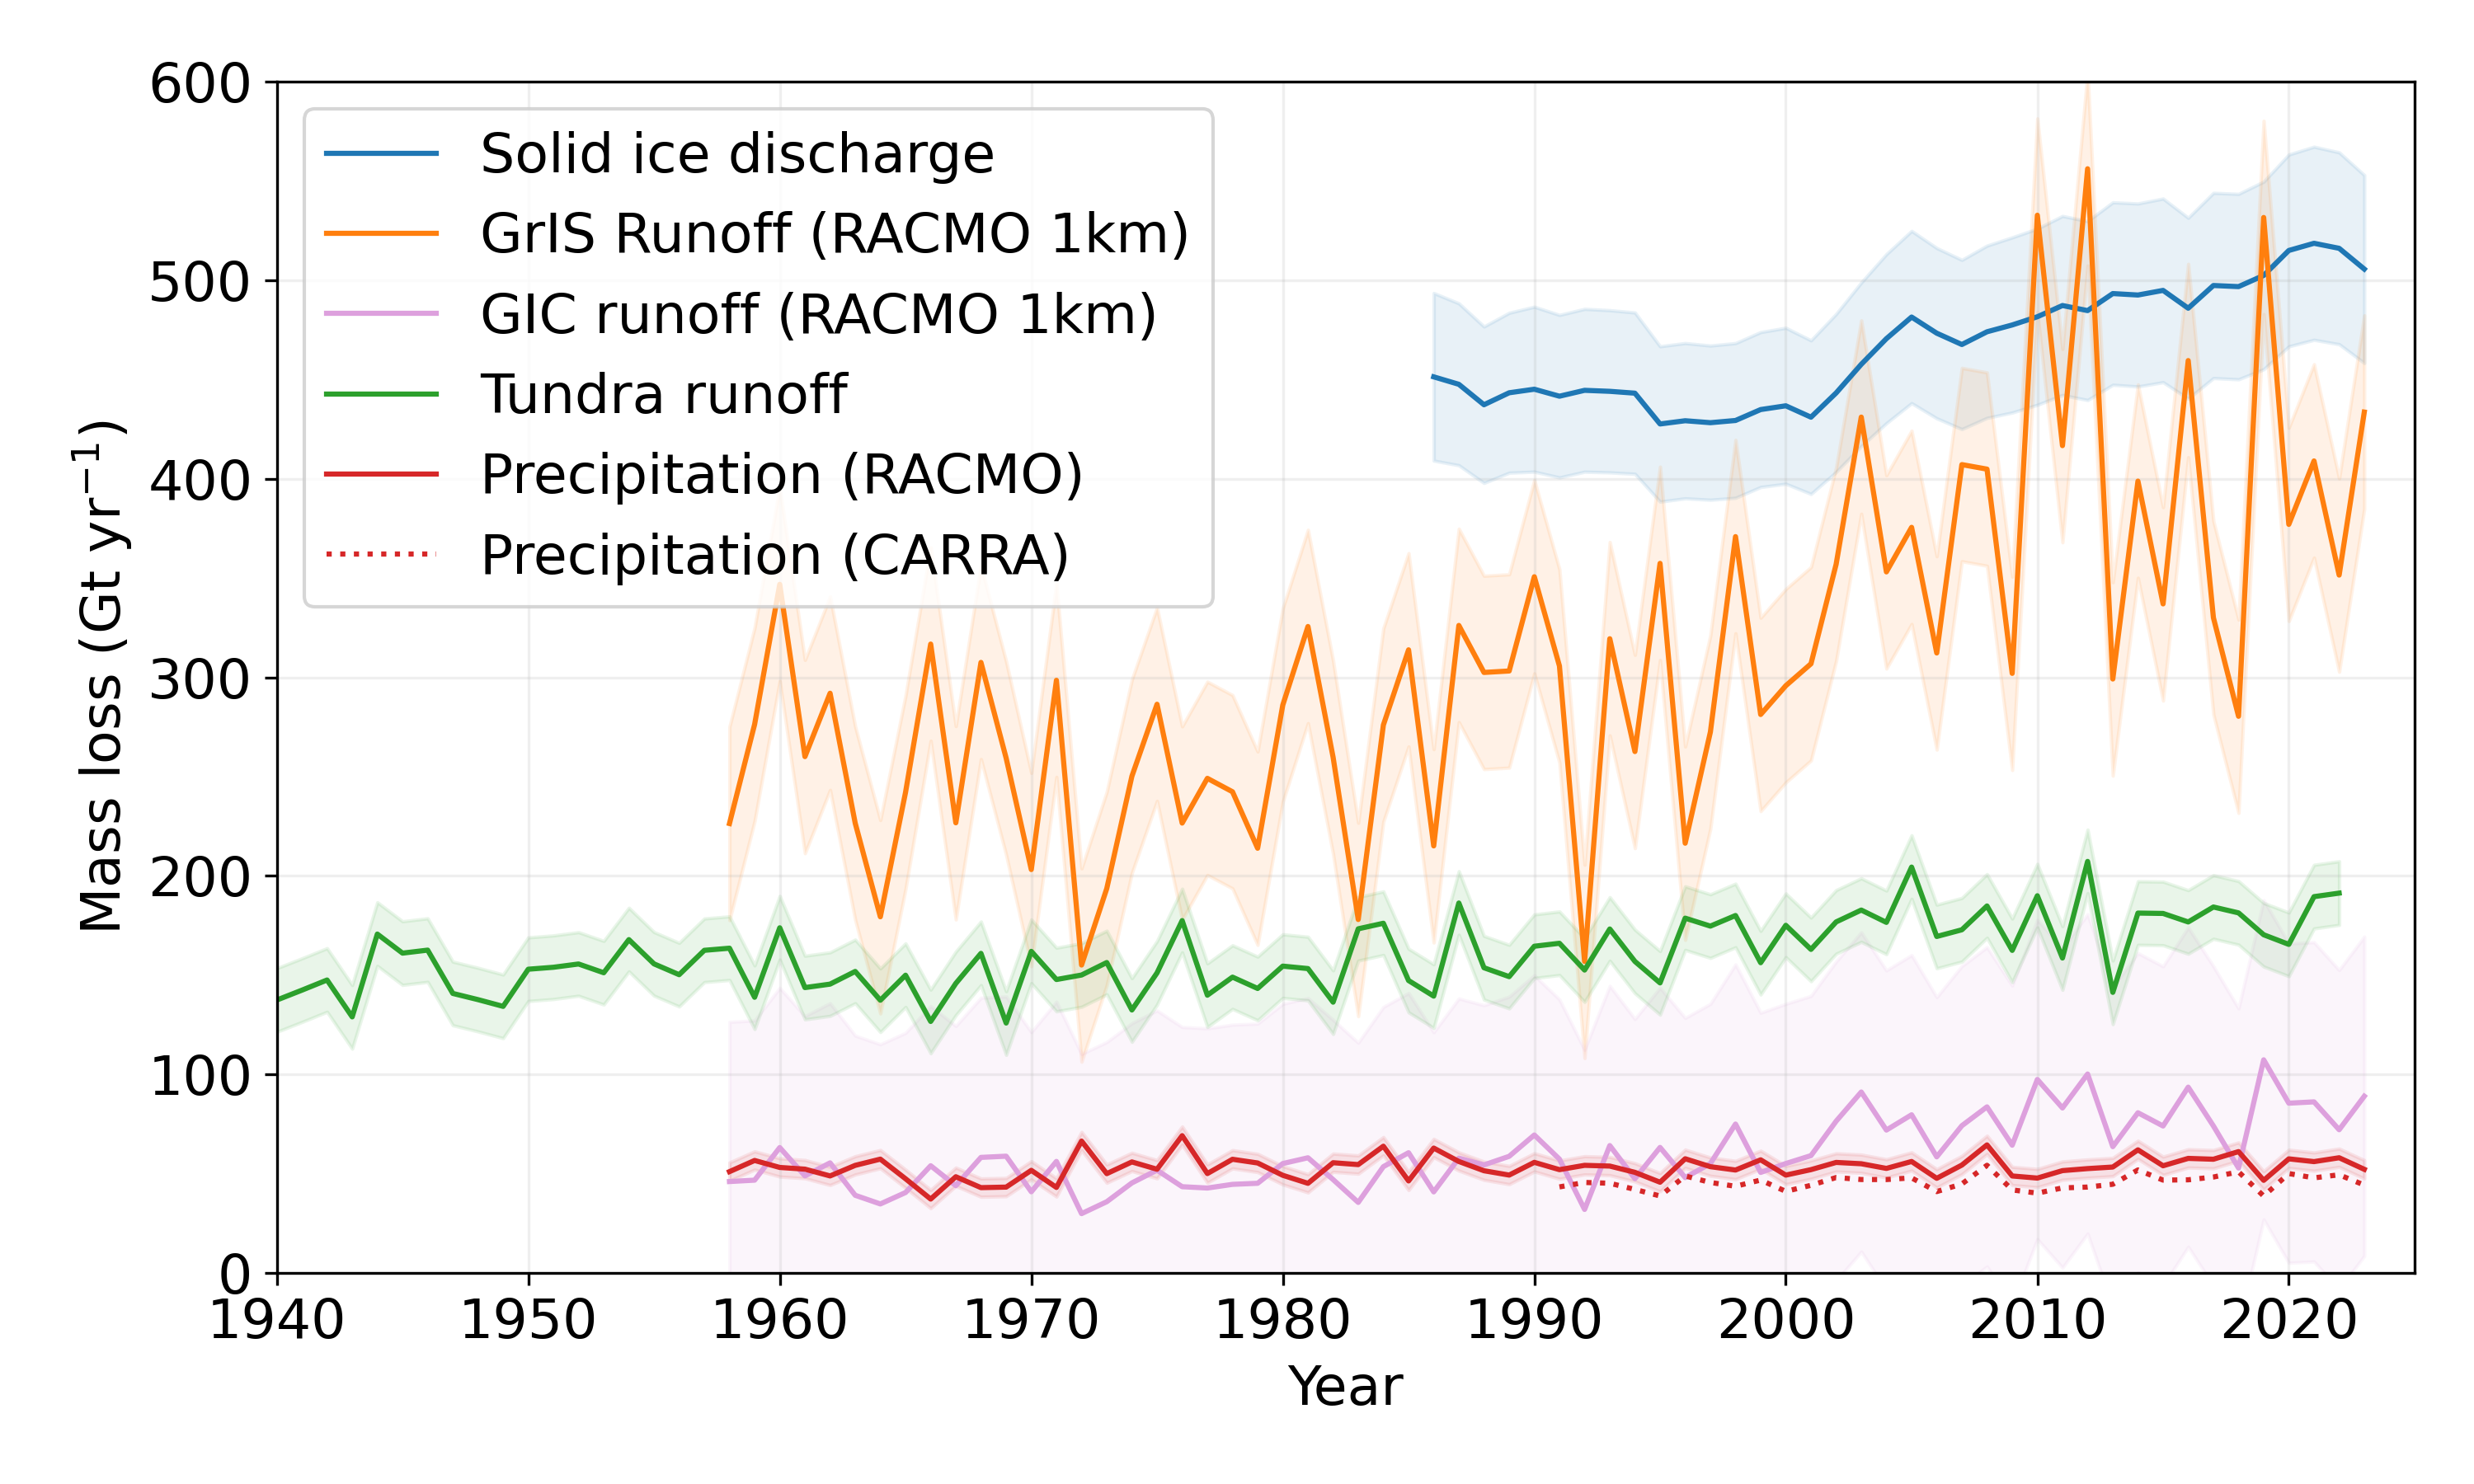 600
500
400
300
200
100
0
Mass loss (Gt yr⁻¹)
Solid ice discharge
GrIS Runoff (RACMO 1km)
GIC runoff (RACMO 1km)
Tundra runoff
Precipitation (RACMO)
Precipitation (CARRA)
1940 1950 1960 1970 1980 1990 2000 2010 2020
Year